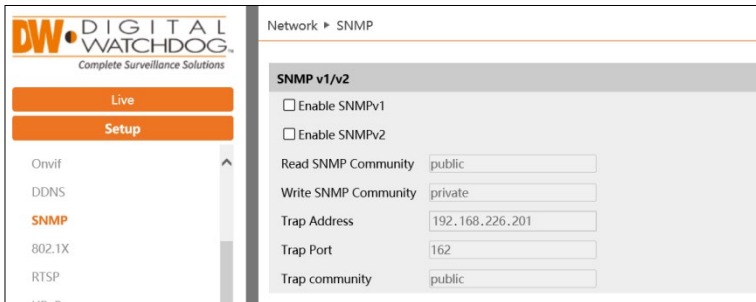 DW DIGITAL
WATCHDOG™
Complete Surveillance Solutions
Live
Setup
Onvif
DDNS
SNMP
802.1X
RTSP
Network ▸ SNMP
SNMP v1/v2
Enable SNMPv1
Enable SNMPv2
Read SNMP Community public
Write SNMP Community private
Trap Address 192.168.226.201
Trap Port 162
Trap community public